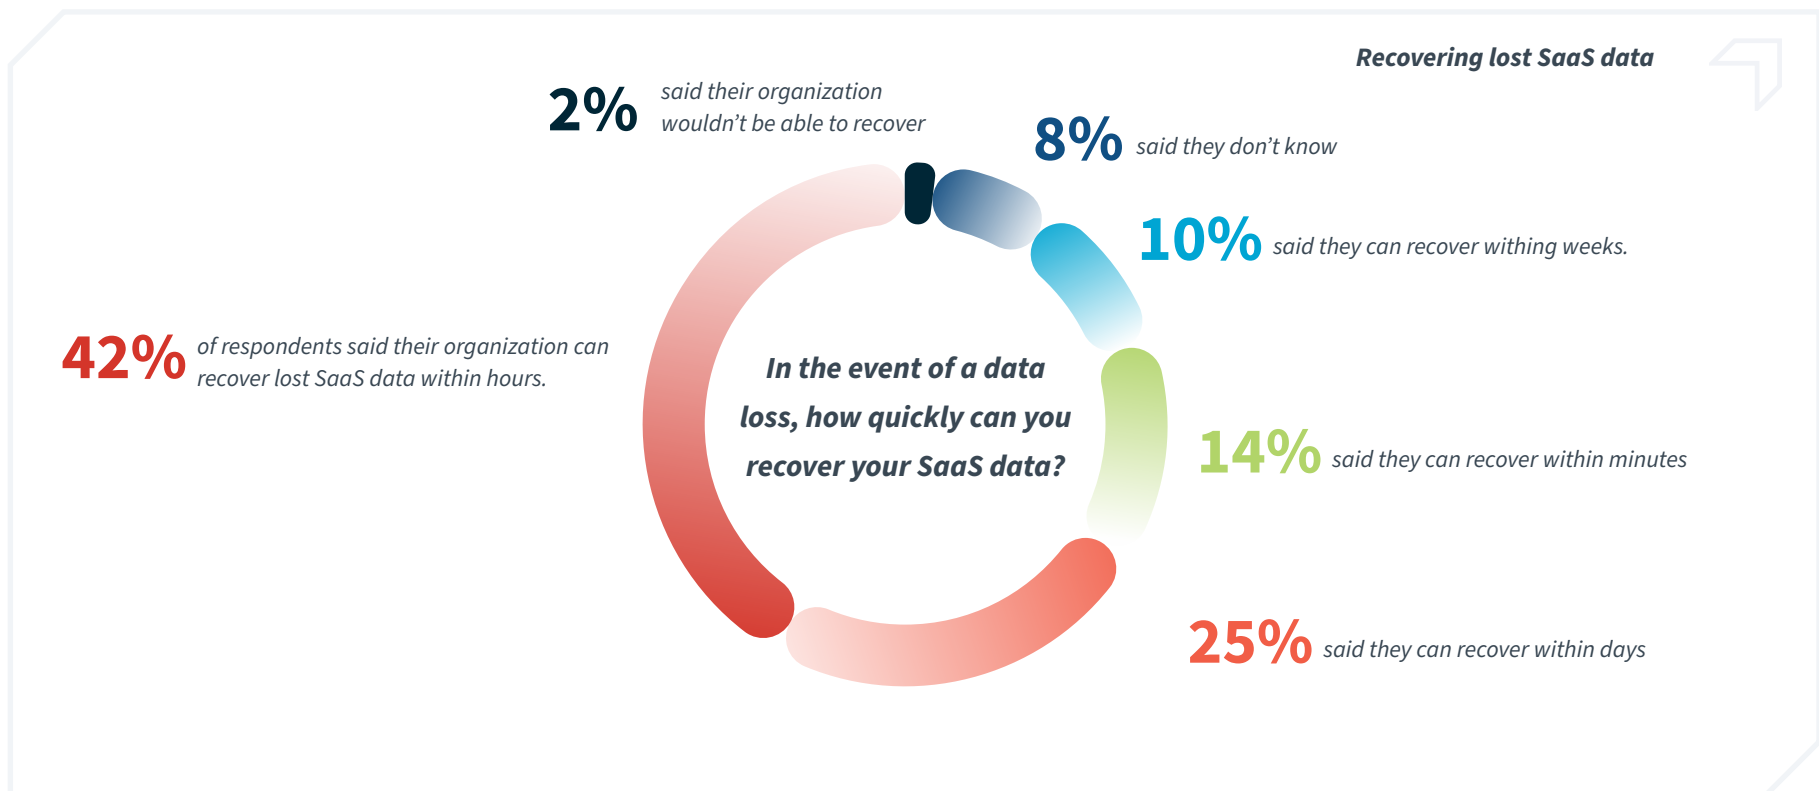 Recovering lost SaaS data
2% said their organization
wouldn’t be able to recover
8% said they don’t know
10% said they can recover withing weeks.
42% of respondents said their organization can
recover lost SaaS data within hours.
In the event of a data
loss, how quickly can you
recover your SaaS data?
14% said they can recover within minutes
25% said they can recover within days